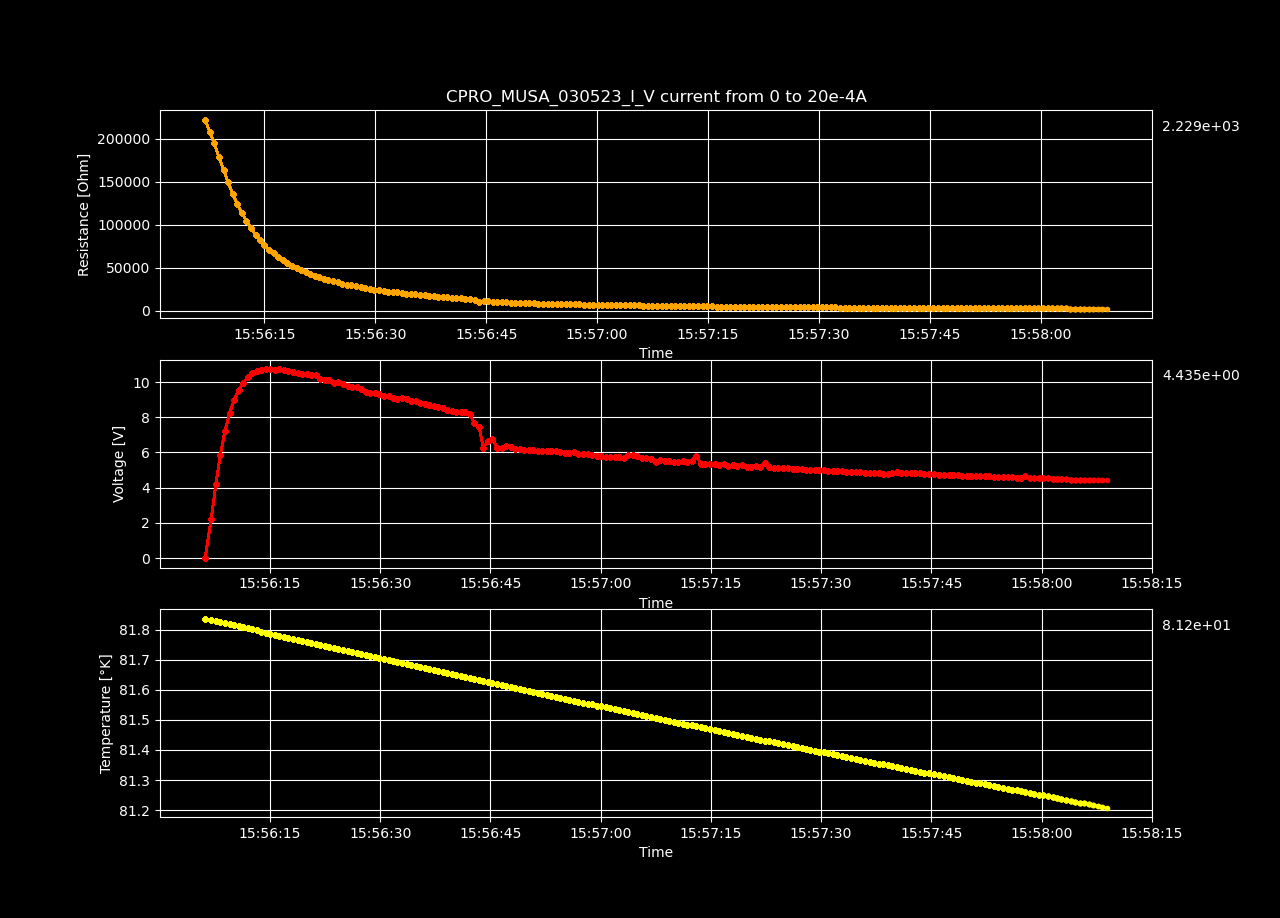 CPRO_MUSA_030523_I_V current from 0 to 20e-4A
2.229e+03
Resistance [Ohm]
200000
150000
100000
50000
0
15:56:15 15:56:30 15:56:45 15:57:00 15:57:15 15:57:30 15:57:45 15:58:00
Time
4.435e+00
Voltage [V]
10
8
6
4
2
0
15:56:15 15:56:30 15:56:45 15:57:00 15:57:15 15:57:30 15:57:45 15:58:00 15:58:15
Time
8.12e+01
Temperature [°K]
81.8
81.7
81.6
81.5
81.4
81.3
81.2
15:56:15 15:56:30 15:56:45 15:57:00 15:57:15 15:57:30 15:57:45 15:58:00 15:58:15
Time